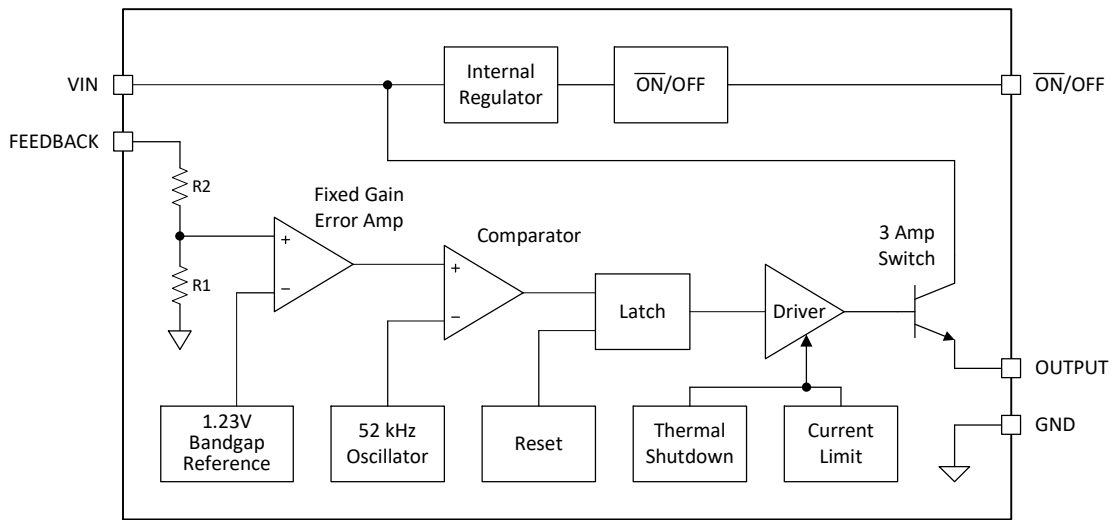 VIN
Internal
Regulator
ON/OFF
ON/OFF
FEEDBACK
R2
Fixed Gain
Error Amp
Comparator
3 Amp
Switch
+
+
R1
−
−
Latch
Driver
OUTPUT
1.23V
Bandgap
Reference
52 kHz
Oscillator
Reset
Thermal
Shutdown
Current
Limit
GND